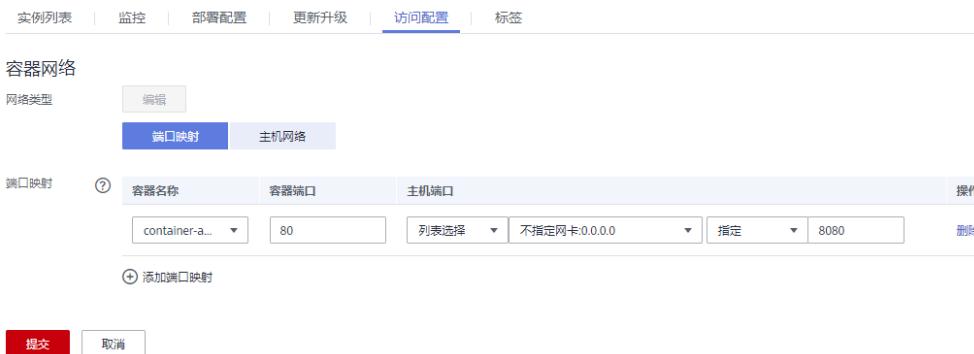 实例列表 监控 部署配置 更新升级 访问配置 标签
容器网络
网络类型 编辑
端口映射 主机网络
端口映射 ? 容器名称 容器端口 主机端口 操作
container-a... 80 列表选择 不指定网卡:0.0.0.0 指定 8080 删除
添加端口映射
提交 取消